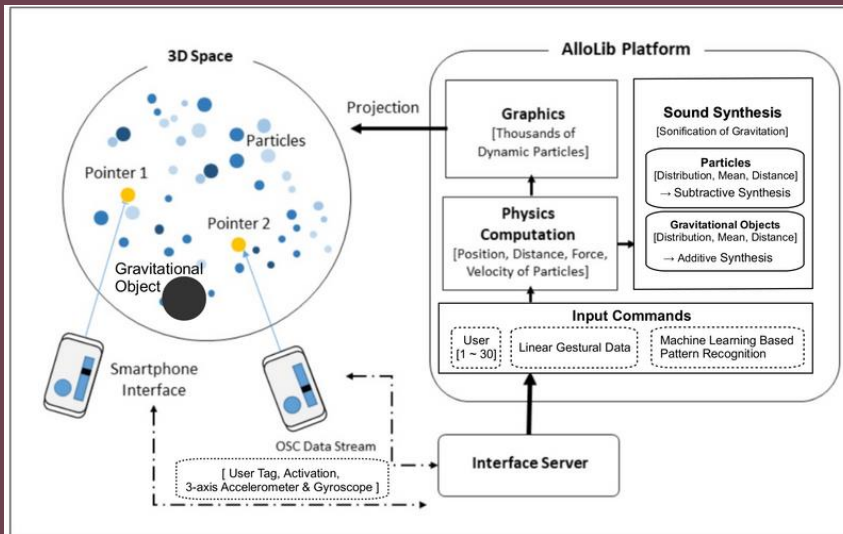 3D Space
Particles
Pointer 1
Pointer 2
Gravitational
Object
Smartphone
Interface
OSC Data Stream
[ User Tag, Activation,
3-axis Accelerometer & Gyroscope ]
Projection
AlloLib Platform
Graphics
[Thousands of
Dynamic Particles]
Physics
Computation
[Position, Distance, Force,
Velocity of Particles]
Sound Synthesis
[Sonification of Gravitation]
Particles
[Distribution, Mean, Distance]
→ Subtractive Synthesis
Gravitational Objects
[Distribution, Mean, Distance]
→ Additive Synthesis
Input Commands
User
[1 ~ 30]
Linear Gestural Data
Machine Learning Based
Pattern Recognition
Interface Server